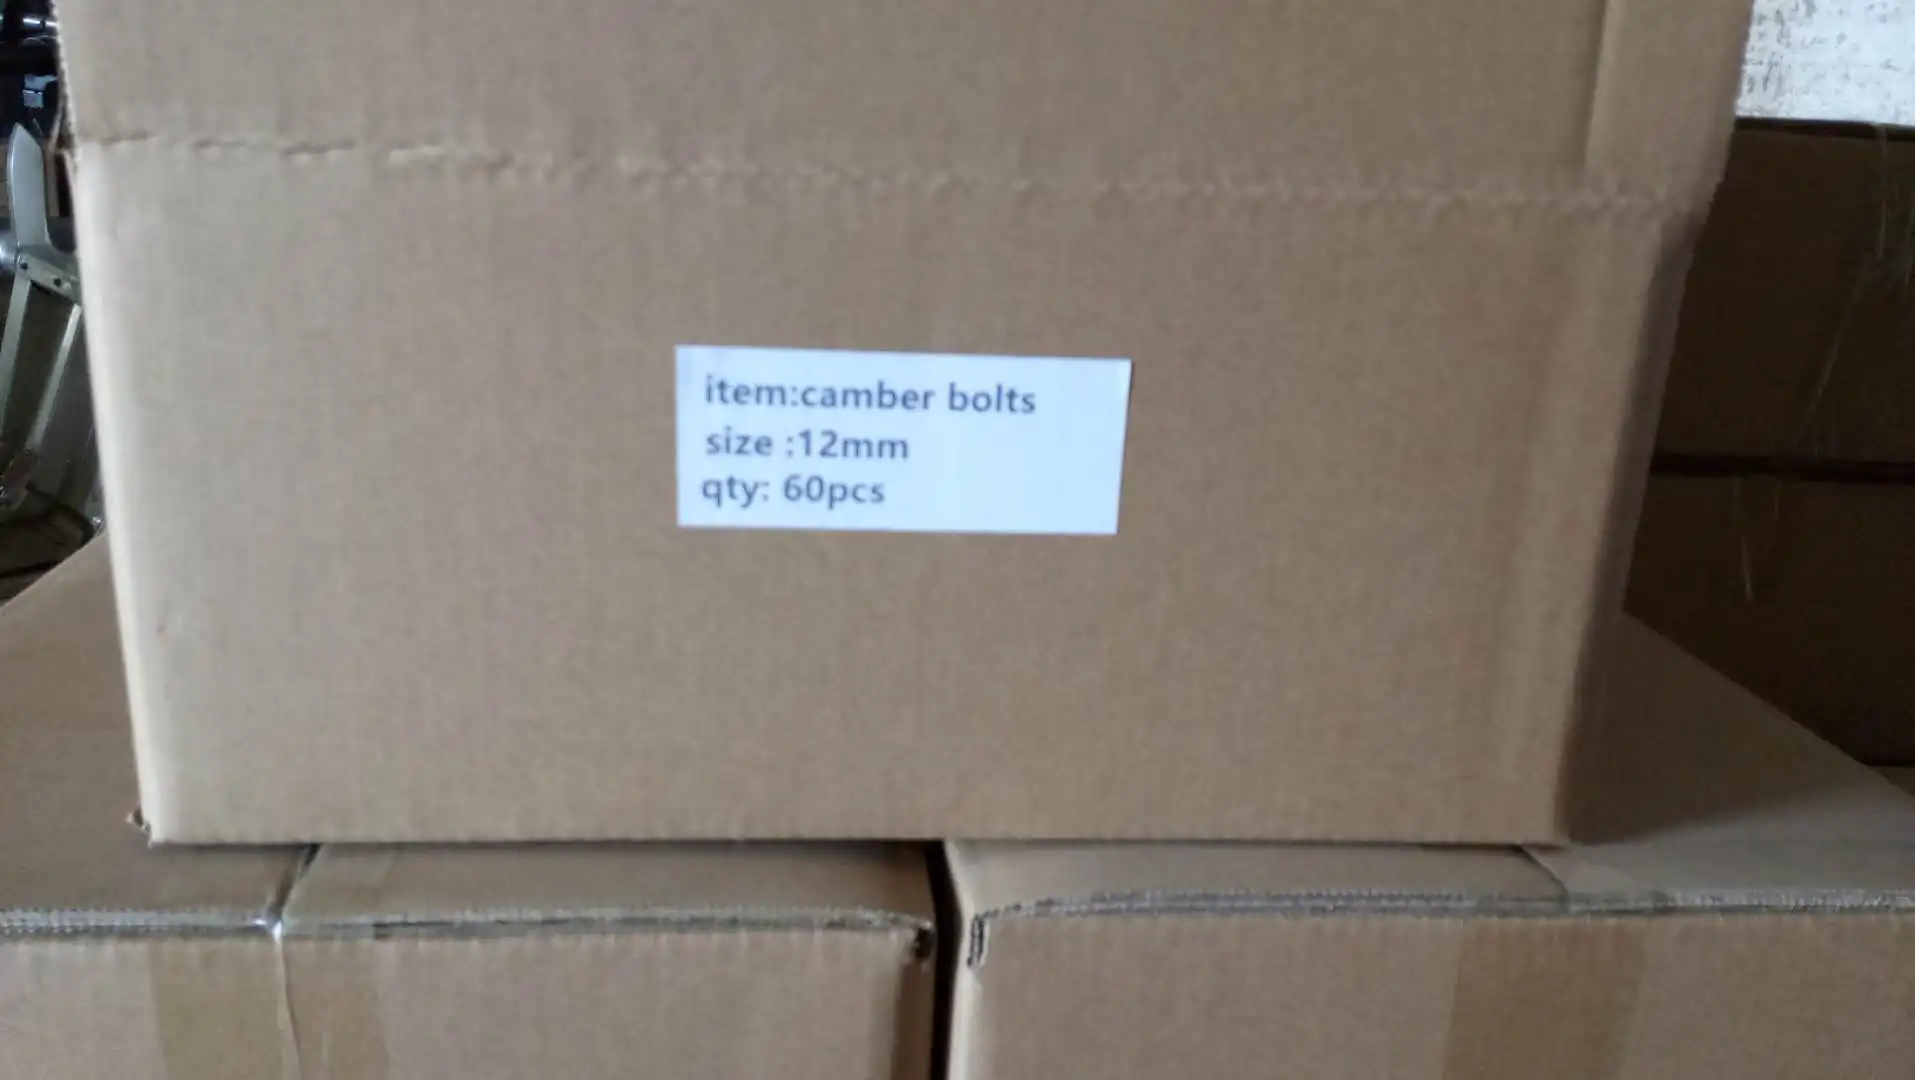 item:camber bolts
size :12mm
qty: 60pcs